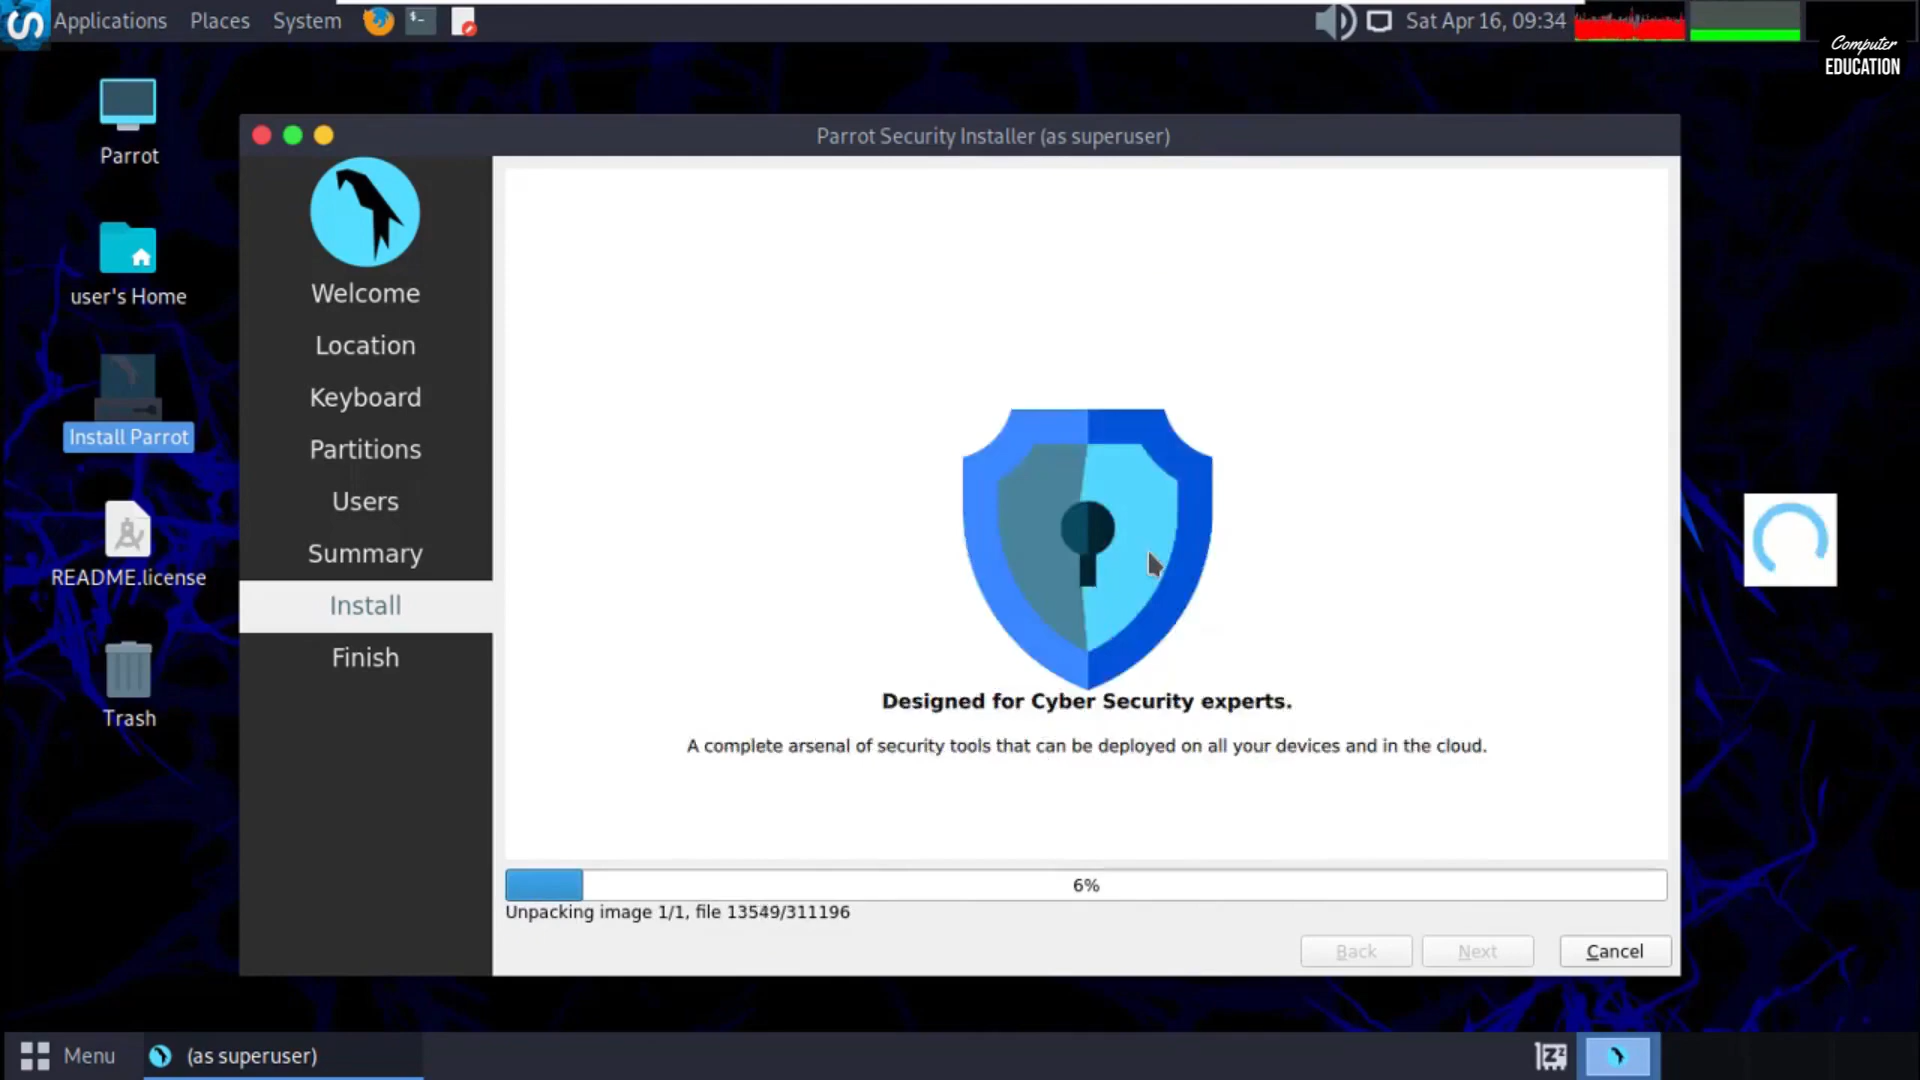 Applications Places System
Sat Apr 16, 09:34
Computer
EDUCATION
Parrot
user's Home
Install Parrot
README.license
Trash
Parrot Security Installer (as superuser)
Welcome
Location
Keyboard
Partitions
Users
Summary
Install
Finish
Designed for Cyber Security experts.
A complete arsenal of security tools that can be deployed on all your devices and in the cloud.
6%
Unpacking image 1/1, file 13549/311196
Back Next Cancel
Menu (as superuser)